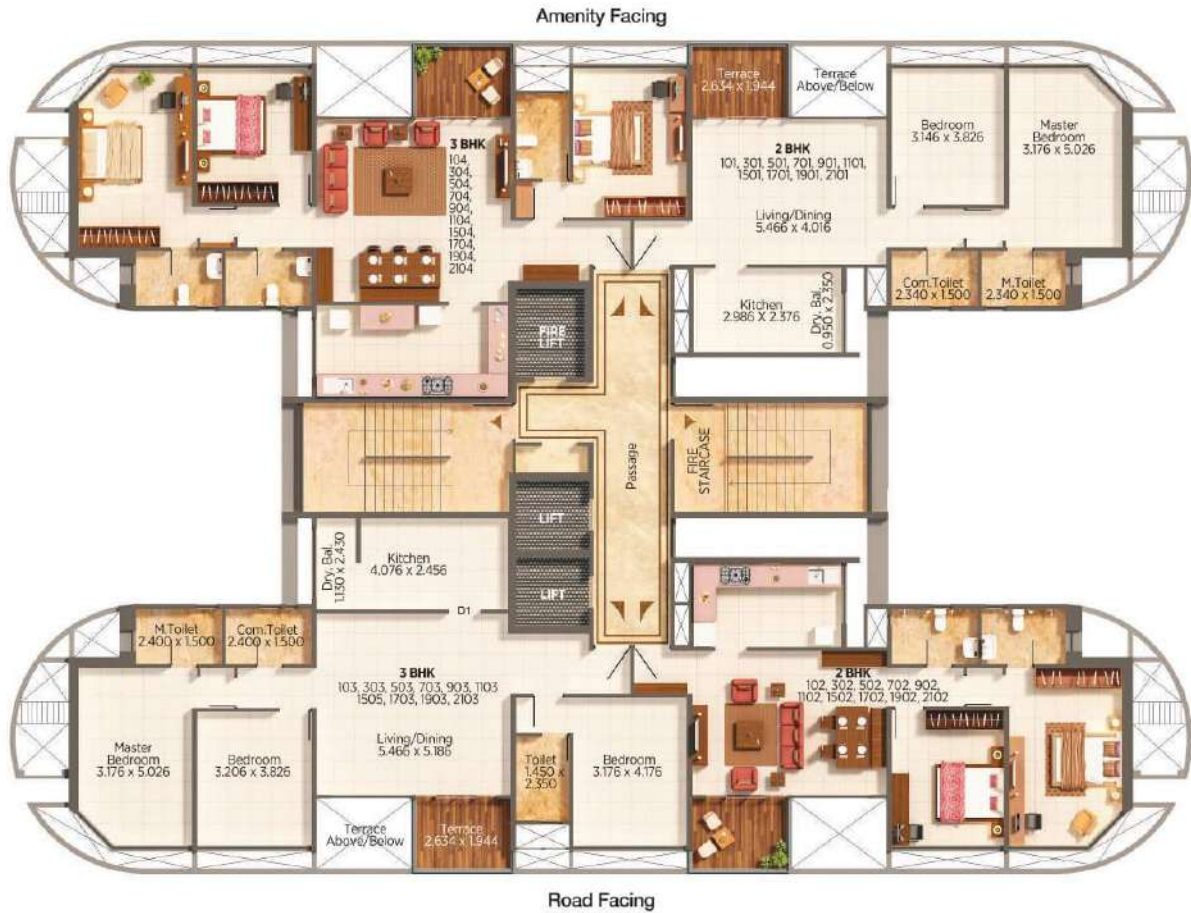 Amenity Facing
3 BHK
104,
304,
504,
704,
904,
1104,
1504,
1704,
1904,
2104
Terrace
2.634 x 1.944
Terrace
Above/Below
2 BHK
101, 301, 501, 701, 901, 1101,
1501, 1701, 1901, 2101
Bedroom
3.146 x 3.826
Master
Bedroom
3.176 x 5.026
Living/Dining
5.466 x 4.016
Kitchen
2.986 X 2.376
Dry. Bal.
0.950 x 2.350
Com.Toilet
2.340 x 1.500
M.Toilet
2.340 x 1.500
FIRE
LIFT
Passage
FIRE
STAIRCASE
LIFT
LIFT
Dry. Bal.
1.130 x 2.430
Kitchen
4.076 x 2.456
D1
M.Toilet
2.400 x 1.500
Com.Toilet
2.400 x 1.500
3 BHK
103, 303, 503, 703, 903, 1103
1505, 1703, 1903, 2103
Living/Dining
5.466 x 5.186
Master
Bedroom
3.176 x 5.026
Bedroom
3.206 x 3.826
Toilet
1.450 x
2.350
Bedroom
3.176 x 4.176
Terrace
Above/Below
Terrace
2.634 x 1.944
2 BHK
102, 302, 502, 702, 902,
1102, 1502, 1702, 1902, 2102
Road Facing